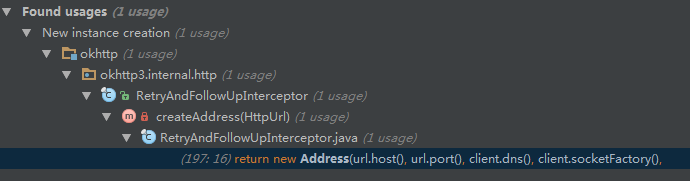 Found usages (1 usage)
New instance creation (1 usage)
okhttp (1 usage)
okhttp3.internal.http (1 usage)
RetryAndFollowUpInterceptor (1 usage)
createAddress(HttpUrl) (1 usage)
RetryAndFollowUpInterceptor.java (1 usage)
(197: 16) return new Address(url.host(), url.port(), client.dns(), client.socketFactory(),